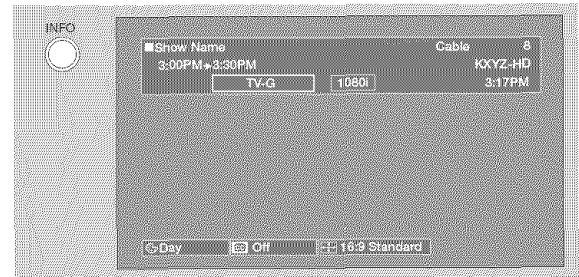 INFO
Show Name Cable 8
3:00PM→3:30PM KXYZ-HD
TV-G 1080i 3:17PM
Day CC Off 16:9 Standard